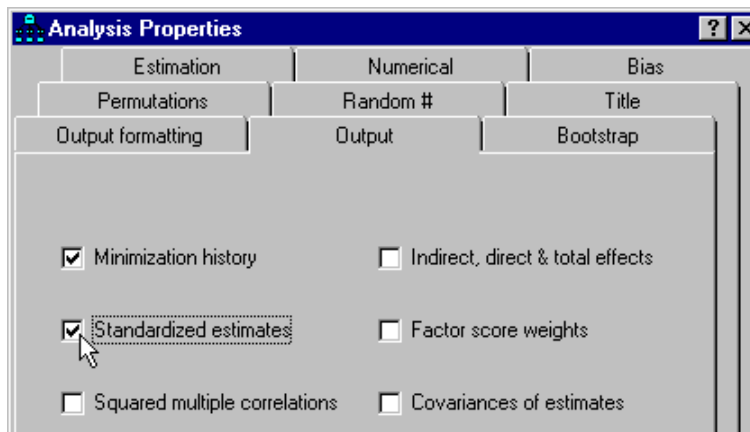 Analysis Properties
Estimation Numerical Bias
Permutations Random # Title
Output formatting Output Bootstrap
Minimization history Indirect, direct & total effects
Standardized estimates Factor score weights
Squared multiple correlations Covariances of estimates